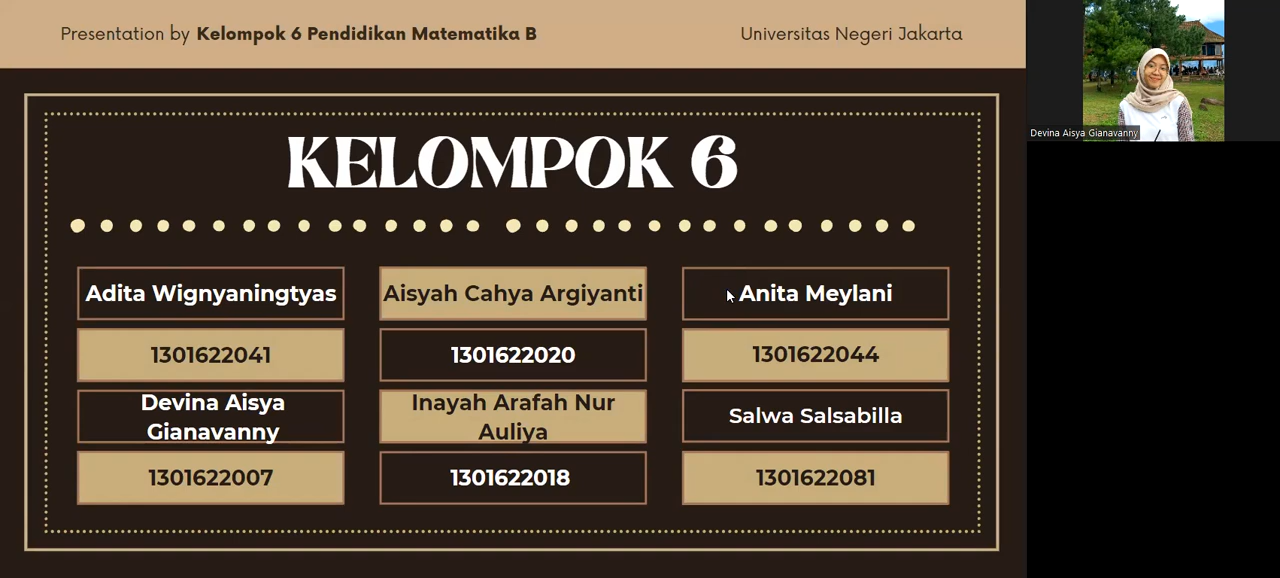 Presentation by Kelompok 6 Pendidikan Matematika B
Universitas Negeri Jakarta
KELOMPOK 6
Adita Wignyaningtyas
Aisyah Cahya Argiyanti
Anita Meylani
1301622041
1301622020
1301622044
Devina Aisya
Gianavanny
Inayah Arafah Nur
Auliya
Salwa Salsabilla
1301622007
1301622018
1301622081
Devina Aisya Gianavanny